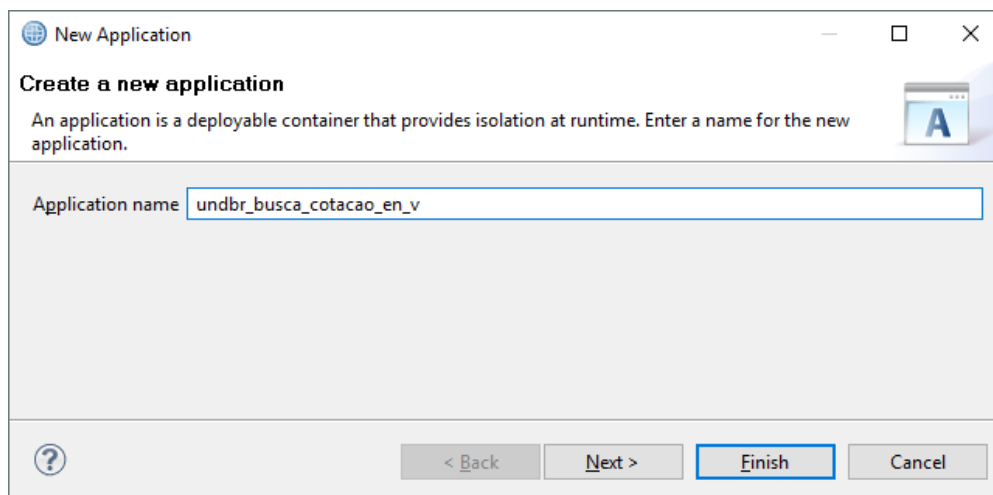 New Application
Create a new application
An application is a deployable container that provides isolation at runtime. Enter a name for the new
application.
A
Application name undbr_busca_cotacao_en_v
?
< Back Next > Finish Cancel